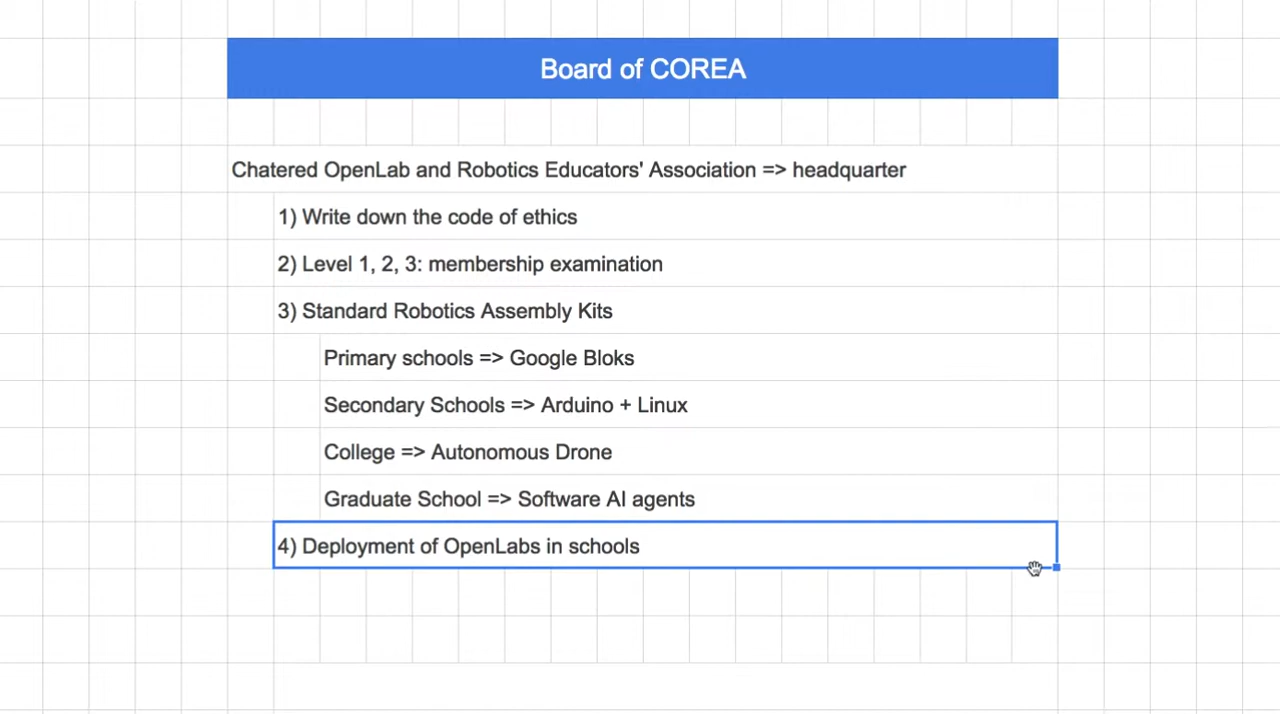 Board of COREA
Chatered OpenLab and Robotics Educators' Association => headquarter
1) Write down the code of ethics
2) Level 1, 2, 3: membership examination
3) Standard Robotics Assembly Kits
Primary schools => Google Bloks
Secondary Schools => Arduino + Linux
College => Autonomous Drone
Graduate School => Software AI agents
4) Deployment of OpenLabs in schools